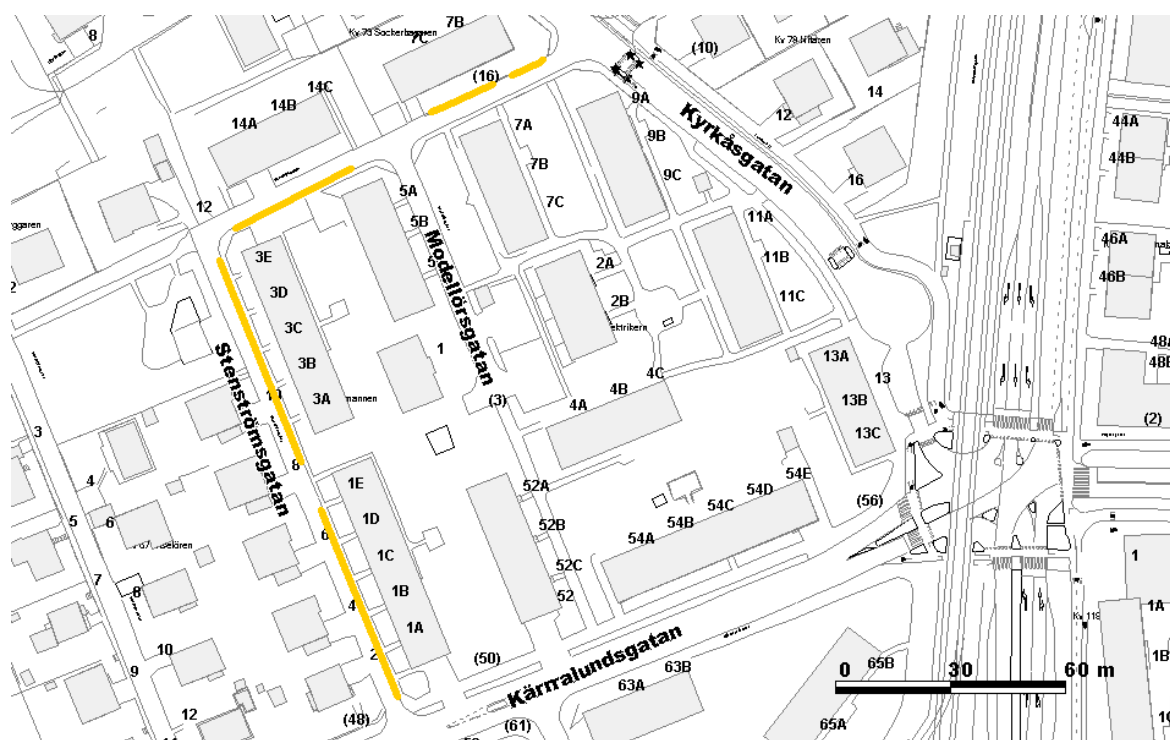 7B
8
Kv 73 Sockerbagaren
7C
(10)
Kv 79 Nitaren
(16)
14C
14
14B
9A
12
14A
7A
44A
9B
Kyrkåsgatan
44B
7B
9C
16
5A
12
7C
11A
5B
46A
3E
11B
2A
46B
3D
11C
2B
3C
Modellörsgatan
1
48A
3B
13A
4C
13
48B
4B
3A
13B
(3)
4A
(2)
3
13C
Stenströmsgatan
8
4
1E
52A
54E
54D
(56)
5
6
1D
54C
52B
54B
6
1C
54A
1
7
52C
8
1B
52
4
1A
1A
10
2
(50)
1B
9
0
30
60 m
63B
65B
Kärrralundsgatan
63A
12
(48)
(61)
65A